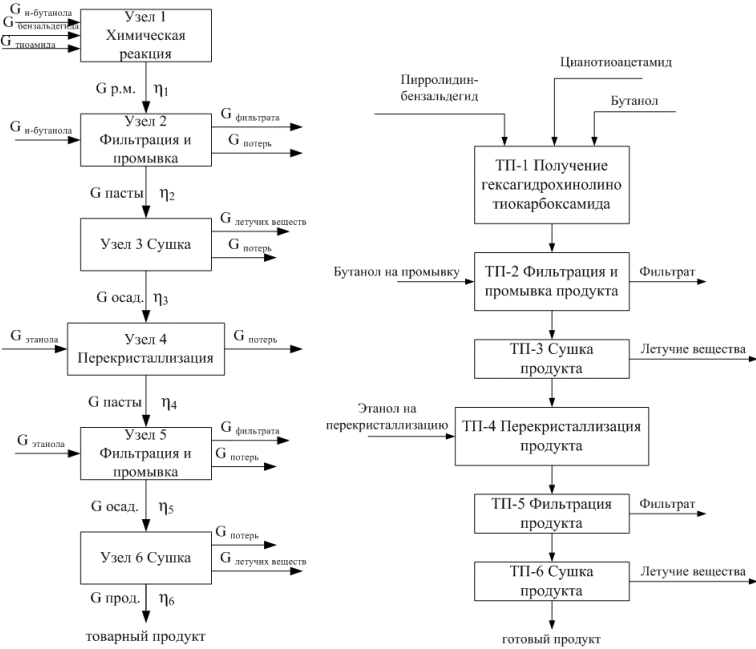 G н-бутанола
G бензальдегида
G тиоамида
Узел 1
Химическая
реакция
G р.м. η1
G н-бутанола
Узел 2
Фильтрация и
промывка
G фильтрата
G потерь
G пасты η2
Узел 3 Сушка
G летучих веществ
G потерь
G осад. η3
G этанола
Узел 4
Перекристаллизация
G потерь
G пасты η4
G этанола
Узел 5
Фильтрация и
промывка
G фильтрата
G потерь
G осад. η5
Узел 6 Сушка
G потерь
G летучих веществ
G прод. η6
товарный продукт
Пирролидин-
бензальдегид
Цианотиоацетамид
Бутанол
ТП-1 Получение
гексагидрохинолино
тиокарбоксамида
Бутанол на промывку
ТП-2 Фильтрация и
промывка продукта
Фильтрат
ТП-3 Сушка
продукта
Летучие вещества
Этанол на
перекристаллизацию
ТП-4 Перекристаллизация
продукта
ТП-5 Фильтрация
продукта
Фильтрат
ТП-6 Сушка
продукта
Летучие вещества
готовый продукт